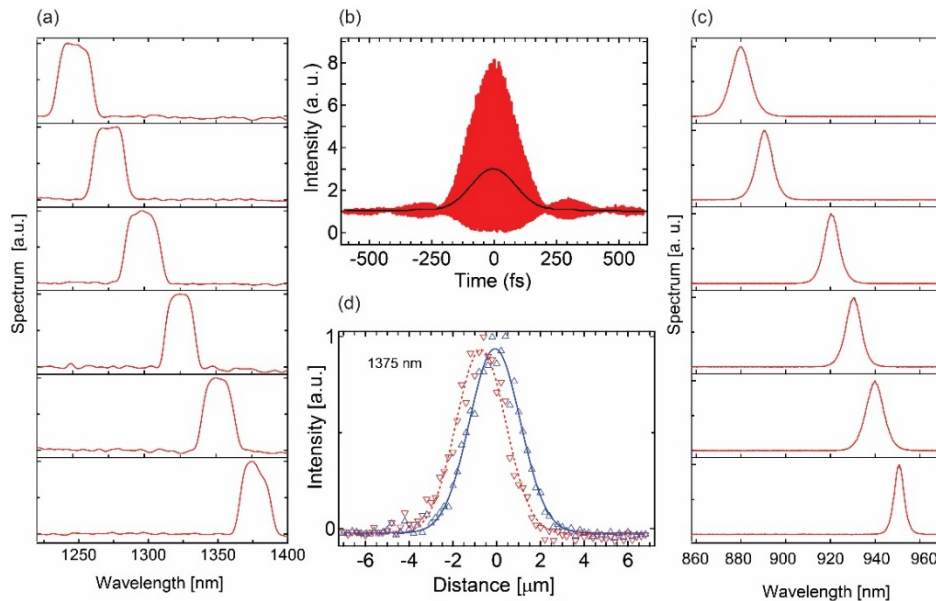 (a)
Spectrum [a.u.]
1250 1300 1350 1400
Wavelength [nm]
(b)
Intensity (a. u.)
8
6
4
2
0
-500 -250 0 250 500
Time (fs)
(d)
1375 nm
Intensity [a.u.]
1
0
-6 -4 -2 0 2 4 6
Distance [μm]
(c)
Spectrum [a. u.]
860 880 900 920 940 960
Wavelength [nm]